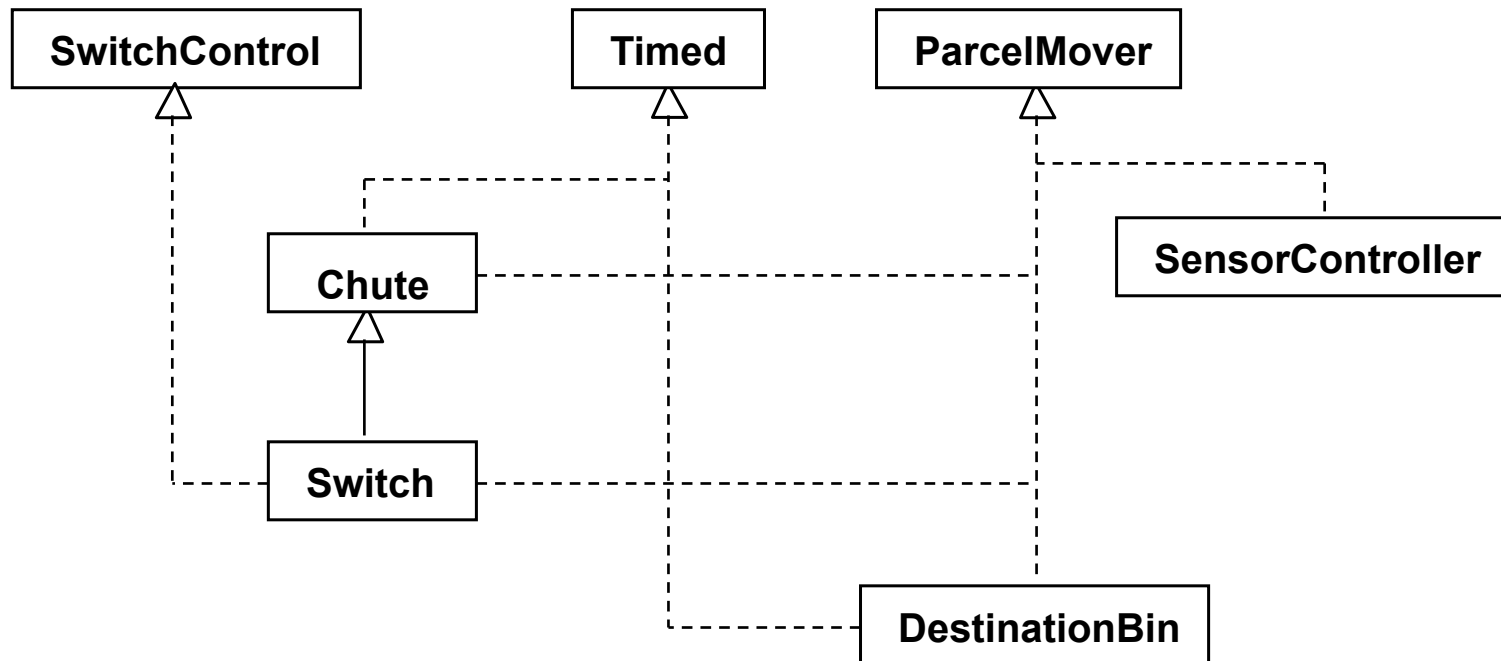 SwitchControl
Timed
ParcelMover
SensorController
Chute
Switch
DestinationBin